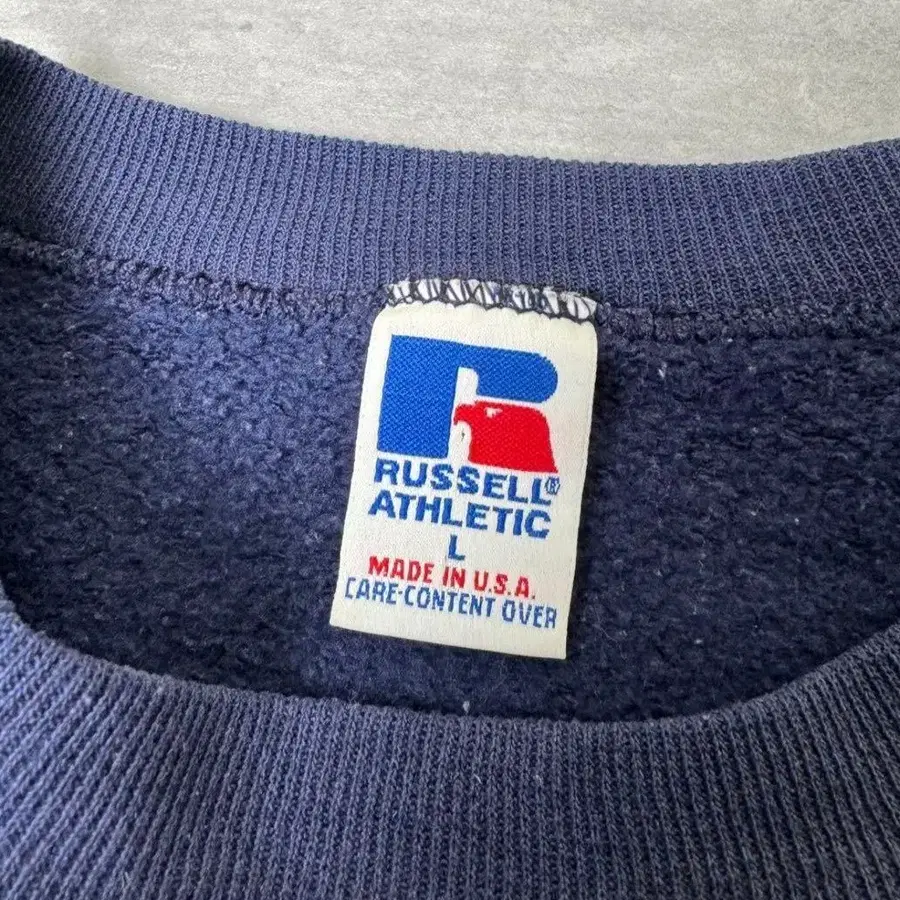 R
RUSSELL®
ATHLETIC
L
MADE IN U.S.A.
CARE-CONTENT OVER